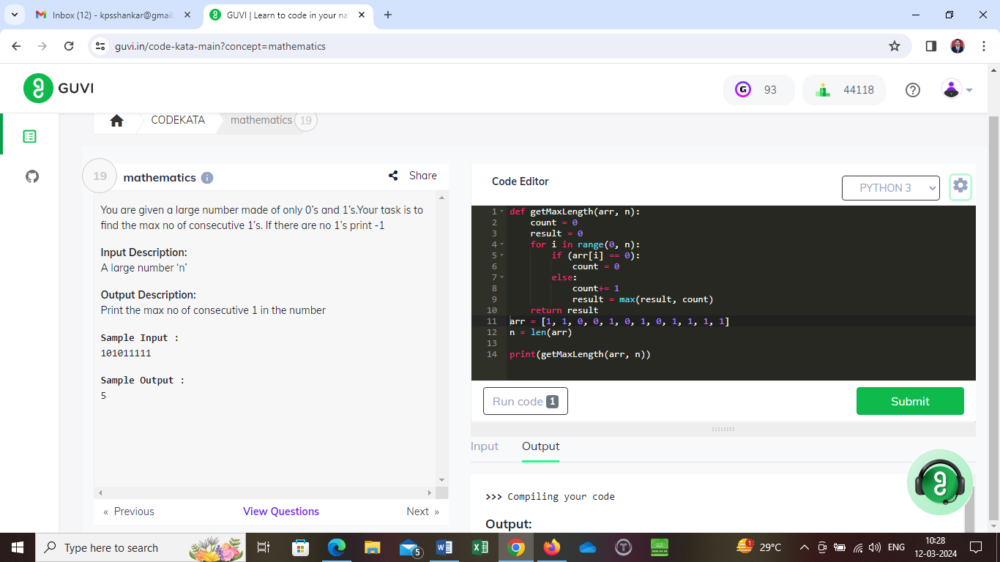 Inbox (12) - kpsshankar@gmail.
GUVI | Learn to code in your na
guvi.in/code-kata-main?concept=mathematics
GUVI
93
44118
CODEKATA
mathematics 19
19
mathematics
Share
You are given a large number made of only 0's and 1's.Your task is to
find the max no of consecutive 1's. If there are no 1's print -1
Input Description:
A large number ‘n’
Output Description:
Print the max no of consecutive 1 in the number
Sample Input :
101011111
Sample Output :
5
« Previous
View Questions
Next »
Code Editor
PYTHON 3
1 def getMaxLength(arr, n):
2     count = 0
3     result = 0
4     for i in range(0, n):
5         if (arr[i] == 0):
6             count = 0
7         else:
8             count+= 1
9             result = max(result, count)
10     return result
11 arr = [1, 1, 0, 0, 1, 0, 1, 0, 1, 1, 1, 1]
12 n = len(arr)
13
14 print(getMaxLength(arr, n))
Run code 1
Submit
Input
Output
>>> Compiling your code
Output:
Type here to search
5
1
29°C
ENG
10:28
12-03-2024